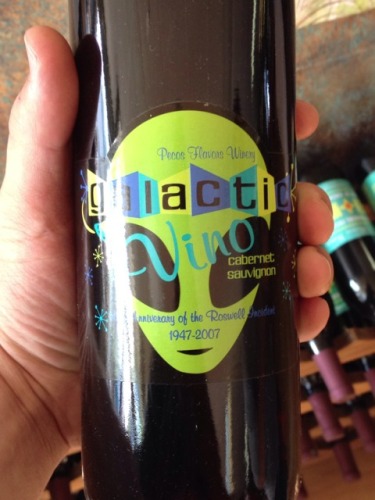 Pecos Flavors Winery
galactic
Vino
cabernet
sauvignon
Anniversary of the Roswell Incident
1947-2007